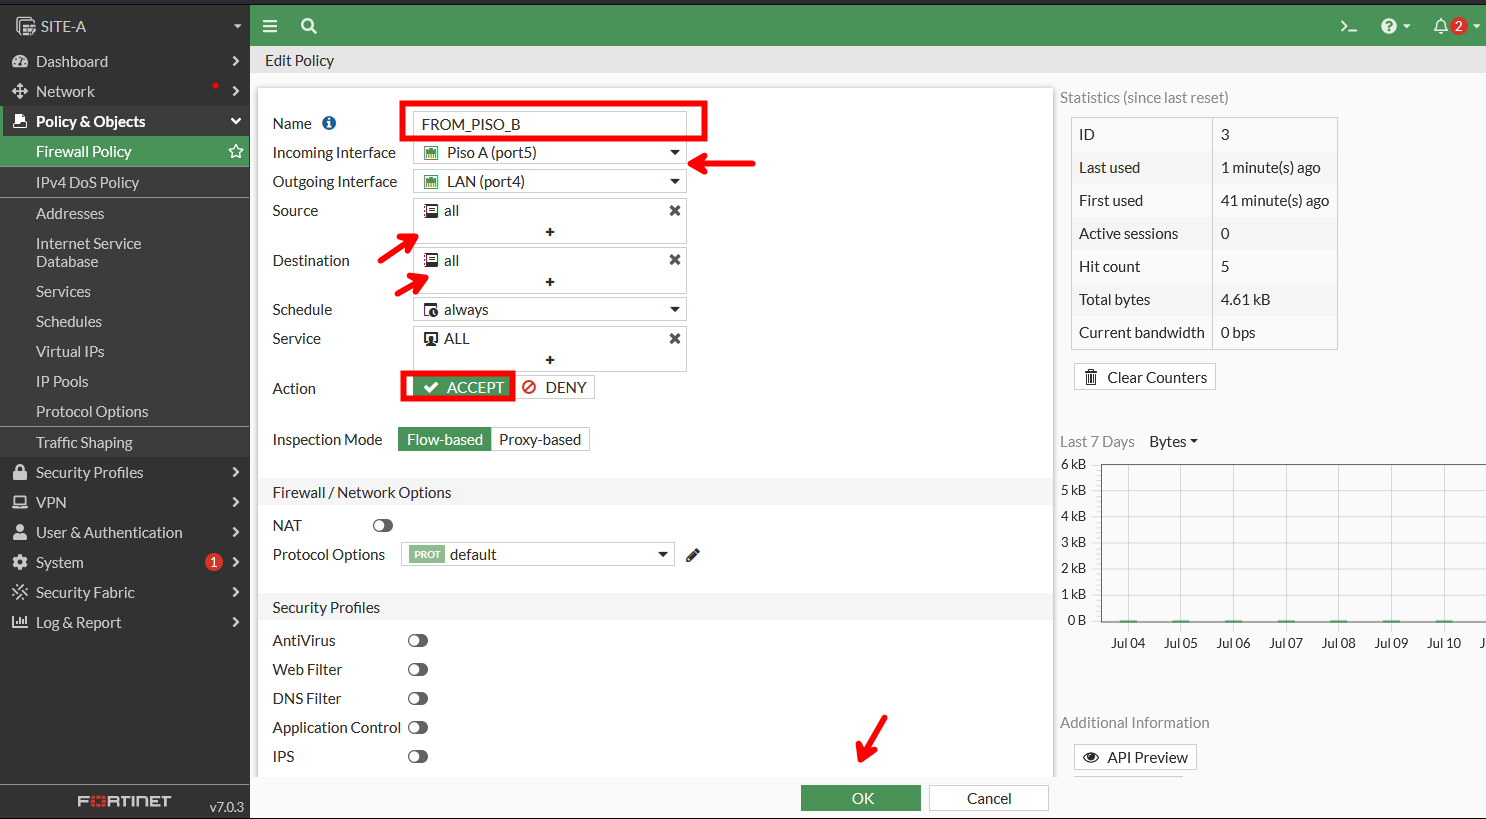 SITE-A
Dashboard
Network
Policy & Objects
Firewall Policy
IPv4 DoS Policy
Addresses
Internet Service
Database
Services
Schedules
Virtual IPs
IP Pools
Protocol Options
Traffic Shaping
Security Profiles
VPN
User & Authentication
System 1
Security Fabric
Log & Report
FORTINET v7.0.3
>_ ? 2
Edit Policy
Name FROM_PISO_B
Incoming Interface Piso A (port5)
Outgoing Interface LAN (port4)
Source all
+
Destination all
+
Schedule always
Service ALL
+
Action ACCEPT DENY
Inspection Mode Flow-based Proxy-based
Firewall / Network Options
NAT
Protocol Options PROT default
Security Profiles
AntiVirus
Web Filter
DNS Filter
Application Control
IPS
OK Cancel
Statistics (since last reset)
ID 3
Last used 1 minute(s) ago
First used 41 minute(s) ago
Active sessions 0
Hit count 5
Total bytes 4.61 kB
Current bandwidth 0 bps
Clear Counters
Last 7 Days Bytes
6 kB
5 kB
4 kB
3 kB
2 kB
1 kB
0 B
Jul 04 Jul 05 Jul 06 Jul 07 Jul 08 Jul 09 Jul 10
Additional Information
API Preview